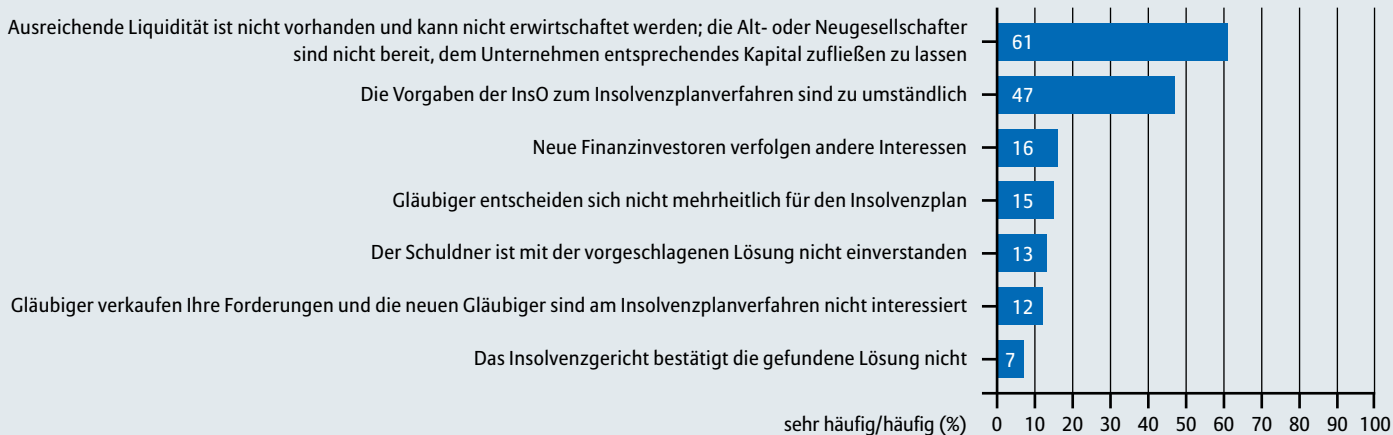 Ausreichende Liquidität ist nicht vorhanden und kann nicht erwirtschaftet werden; die Alt- oder Neugesellschafter
sind nicht bereit, dem Unternehmen entsprechendes Kapital zufließen zu lassen
61
Die Vorgaben der InsO zum Insolvenzplanverfahren sind zu umständlich
47
Neue Finanzinvestoren verfolgen andere Interessen
16
Gläubiger entscheiden sich nicht mehrheitlich für den Insolvenzplan
15
Der Schuldner ist mit der vorgeschlagenen Lösung nicht einverstanden
13
Gläubiger verkaufen Ihre Forderungen und die neuen Gläubiger sind am Insolvenzplanverfahren nicht interessiert
12
Das Insolvenzgericht bestätigt die gefundene Lösung nicht
7
sehr häufig/häufig (%) 0 10 20 30 40 50 60 70 80 90 100